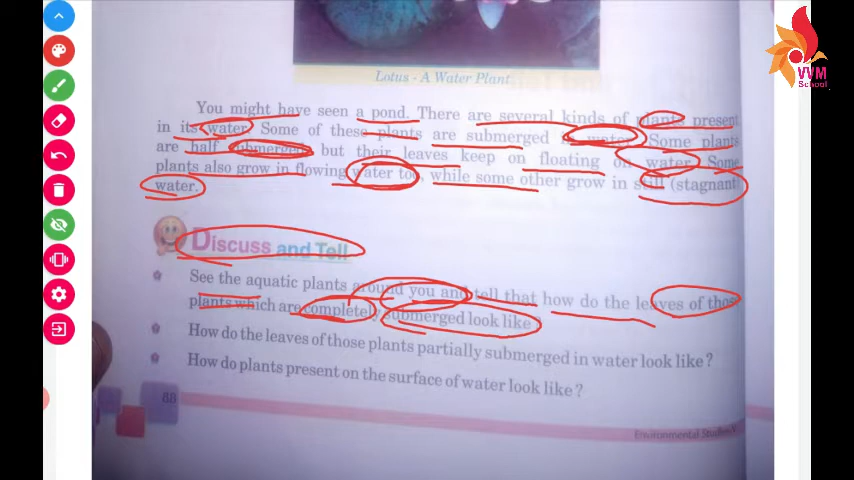 VVM
School
Lotus - A Water Plant
You might have seen a pond. There are several kinds of plants present
in its water. Some of these plants are submerged in water. Some plants
are half submerged but their leaves keep on floating on water. Some
plants also grow in flowing water too, while some other grow in still (stagnant)
water.
Discuss and Tell
See the aquatic plants around you and tell that how do the leaves of those
plants which are completely submerged look like?
How do the leaves of those plants partially submerged in water look like?
How do plants present on the surface of water look like?
88
Environmental Studies-V